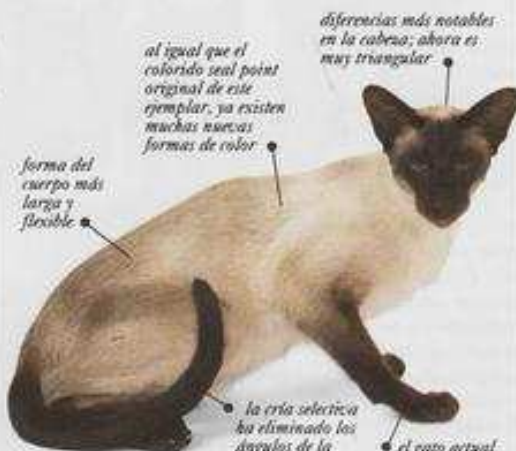 diferencias más notables
en la cabeza; ahora es
muy triangular
al igual que el
colorido seal point
original de este
ejemplar, ya existen
muchas nuevas
formas de color
forma del
cuerpo más
larga y
flexible
la cría selectiva
ha eliminado los
ángulos de la
el gato actual